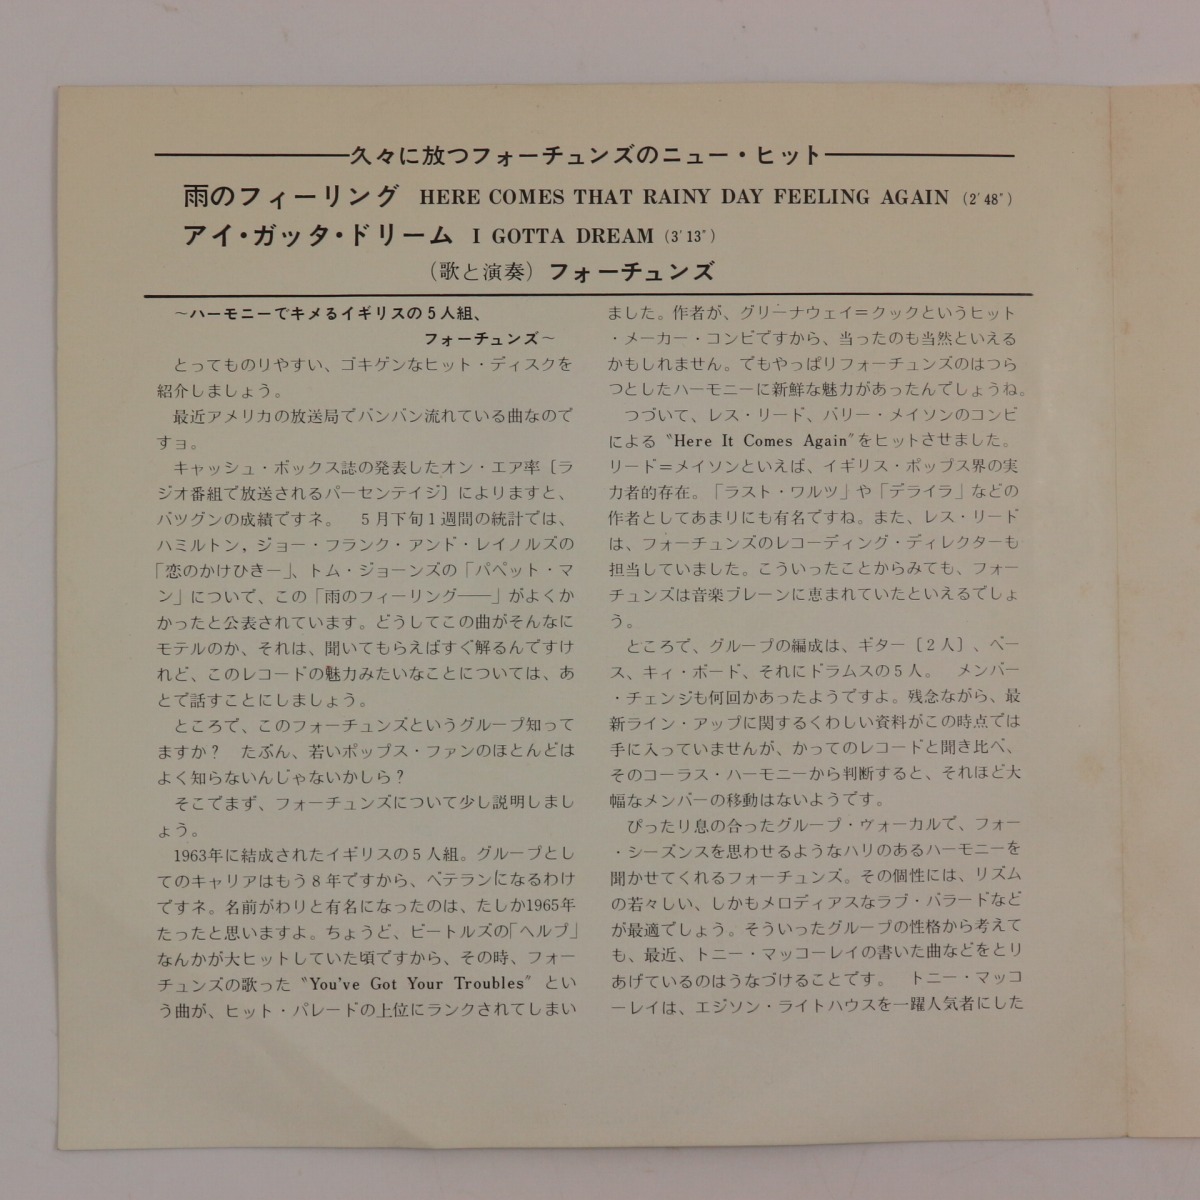 久々に放つフォーチュンズのニュー・ヒット
雨のフィーリング HERE COMES THAT RAINY DAY FEELING AGAIN (2'48")
アイ・ガッタ・ドリーム I GOTTA DREAM (3'13")
(歌と演奏) フォーチュンズ
～ハーモニーでキメるイギリスの5人組、
フォーチュンズ～
とってものりやすい、ゴキゲンなヒット・ディスクを
紹介しましょう。
最近アメリカの放送局でバンバン流れている曲なので
すョ。
キャッシュ・ボックス誌の発表したオン・エア率〔ラ
ジオ番組で放送されるパーセンテイジ〕によりますと、
バツグンの成績ですネ。 5月下旬1週間の統計では、
ハミルトン, ジョー・フランク・アンド・レイノルズの
「恋のかけひきー」、トム・ジョーンズの「パペット・マ
ン」について、この「雨のフィーリング――」がよくか
かったと公表されています。どうしてこの曲がそんなに
モテルのか、それは、聞いてもらえばすぐ解るんですけ
れど、このレコードの魅力みたいなことについては、あ
とで話すことにしましょう。
ところで、このフォーチュンズというグループ知って
ますか? たぶん、若いポップス・ファンのほとんどは
よく知らないんじゃないかしら?
そこでまず、フォーチュンズについて少し説明しまし
ょう。
1963年に結成されたイギリスの5人組。グループとし
てのキャリアはもう8年ですから、ベテランになるわけ
ですネ。名前がわりと有名になったのは、たしか1965年
たったと思いますよ。ちょうど、ビートルズの「ヘルプ」
なんかが大ヒットしていた頃ですから、その時、フォー
チュンズの歌った "You've Got Your Troubles" とい
う曲が、ヒット・パレードの上位にランクされてしまい
ました。作者が、グリーナウェイ＝クックというヒット
・メーカー・コンビですから、当ったのも当然といえる
かもしれません。でもやっぱりフォーチュンズのはつら
つとしたハーモニーに新鮮な魅力があったんでしょうね。
つづいて、レス・リード、バリー・メイソンのコンビ
による "Here It Comes Again" をヒットさせました。
リード＝メイソンといえば、イギリス・ポップス界の実
力者的存在。「ラスト・ワルツ」や「デライラ」などの
作者としてあまりにも有名ですね。また、レス・リード
は、フォーチュンズのレコーディング・ディレクターも
担当していました。こういったことからみても、フォー
チュンズは音楽ブレーンに恵まれていたといえるでしょ
う。
ところで、グループの編成は、ギター〔2人〕、ベー
ス、キィ・ボード、それにドラムスの5人。 メンバー
・チェンジも何回かあったようですよ。残念ながら、最
新ライン・アップに関するくわしい資料がこの時点では
手に入っていませんが、かってのレコードと聞き比べ、
そのコーラス・ハーモニーから判断すると、それほど大
幅なメンバーの移動はないようです。
ぴったり息の合ったグループ・ヴォーカルで、フォー
・シーズンスを思わせるようなハリのあるハーモニーを
聞かせてくれるフォーチュンズ。その個性には、リズム
の若々しい、しかもメロディアスなラブ・バラードなど
が最適でしょう。そういったグループの性格から考えて
も、最近、トニー・マッコーレイの書いた曲などをとり
あげているのはうなづけることです。 トニー・マッコ
ーレイは、エジソン・ライトハウスを一躍人気者にした